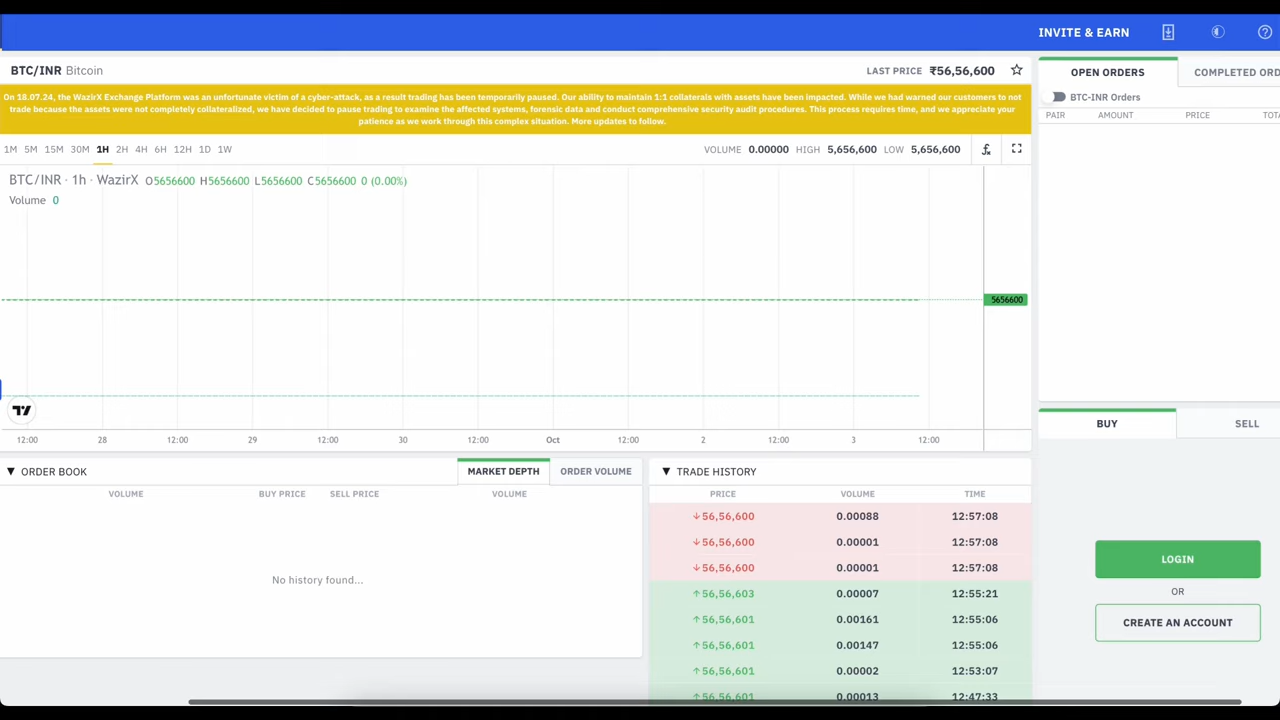 INVITE & EARN
BTC/INR Bitcoin
LAST PRICE ₹56,56,600
OPEN ORDERS
COMPLETED ORD
On 18.07.24, the WazirX Exchange Platform was an unfortunate victim of a cyber-attack, as a result trading has been temporarily paused. Our ability to maintain 1:1 collaterals with assets have been impacted. While we had warned our customers to not
trade because the assets were not completely collateralized, we have decided to pause trading to examine the affected systems, forensic data and conduct comprehensive security audit procedures. This process requires time, and we appreciate your
patience as we work through this complex situation. More updates to follow.
BTC-INR Orders
PAIR AMOUNT PRICE TOTA
1M 5M 15M 30M 1H 2H 4H 6H 12H 1D 1W
VOLUME 0.00000 HIGH 5,656,600 LOW 5,656,600
BTC/INR · 1h · WazirX O5656600 H5656600 L5656600 C5656600 0 (0.00%)
Volume 0
5656600
12:00 28 12:00 29 12:00 30 12:00 Oct 12:00 2 12:00 3 12:00
BUY
SELL
ORDER BOOK
MARKET DEPTH
ORDER VOLUME
VOLUME BUY PRICE SELL PRICE VOLUME
No history found...
TRADE HISTORY
PRICE VOLUME TIME
↓56,56,600 0.00088 12:57:08
↓56,56,600 0.00001 12:57:08
↓56,56,600 0.00001 12:57:08
↑56,56,603 0.00007 12:55:21
↑56,56,601 0.00161 12:55:06
↑56,56,601 0.00147 12:55:06
↑56,56,601 0.00002 12:53:07
↑56,56,601 0.00013 12:47:33
LOGIN
OR
CREATE AN ACCOUNT